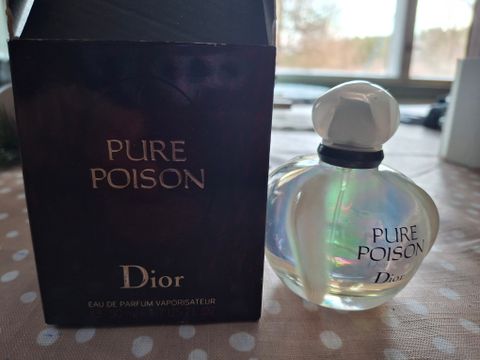 PURE
POISON
Dior
EAU DE PARFUM VAPORISATEUR
PURE
POISON
Dior